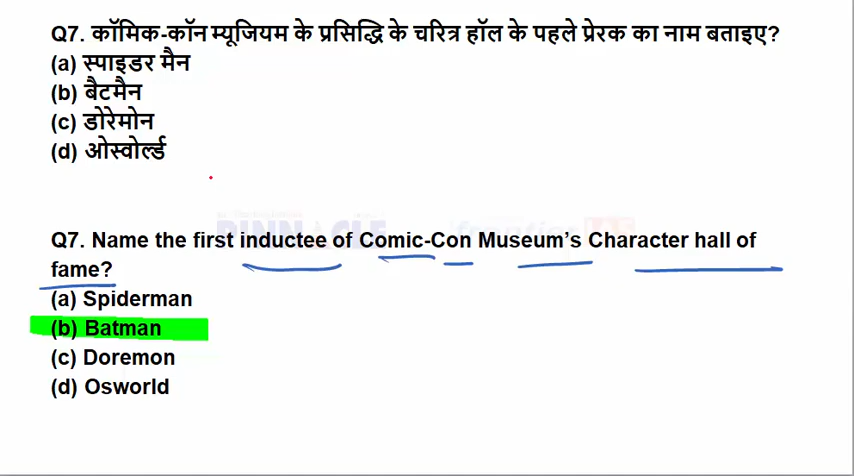 Q7. कॉमिक-कॉन म्यूजियम के प्रसिद्धि के चरित्र हॉल के पहले प्रेरक का नाम बताइए?
(a) स्पाइडर मैन
(b) बैटमैन
(c) डोरेमोन
(d) ओस्वोर्ल्ड
PINNACLE
Q7. Name the first inductee of Comic-Con Museum's Character hall of
fame?
(a) Spiderman
(b) Batman
(c) Doremon
(d) Osworld